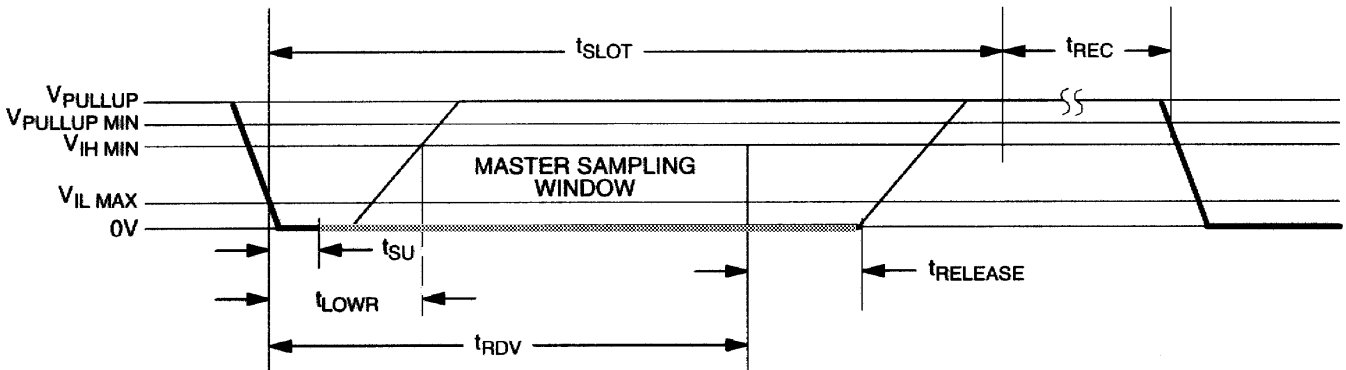 tSLOT
tREC
VPULLUP
VPULLUP MIN
VIH MIN
MASTER SAMPLING
WINDOW
VIL MAX
0V
tSU
tRELEASE
tLOWR
tRDV